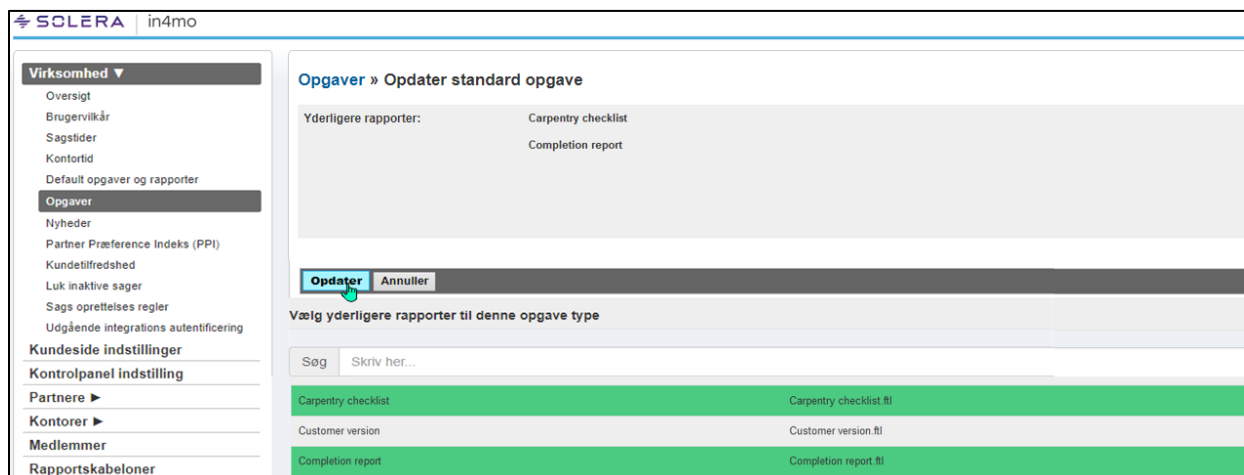 SOLERA in4mo
Virksomhed ▼
Oversigt
Brugervilkår
Sagstider
Kontortid
Default opgaver og rapporter
Opgaver
Nyheder
Partner Præference Indeks (PPI)
Kundetilfredshed
Luk inaktive sager
Sags oprettelses regler
Udgående integrations autentificering
Kundeside indstillinger
Kontrolpanel indstilling
Partnere ►
Kontorer ►
Medlemmer
Rapportskabeloner
Opgaver » Opdater standard opgave
Yderligere rapporter: Carpentry checklist
Completion report
Opdater Annuller
Vælg yderligere rapporter til denne opgave type
Søg Skriv her...
Carpentry checklist Carpentry checklist.ftl
Customer version Customer version.ftl
Completion report Completion report.ftl